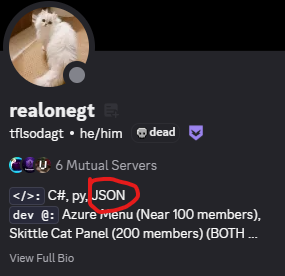 realonegt
tflsodagt • he/him 💀 dead
6 Mutual Servers
</>: C#, py, JSON
dev @: Azure Menu (Near 100 members),
Skittle Cat Panel (200 members) (BOTH ...
View Full Bio